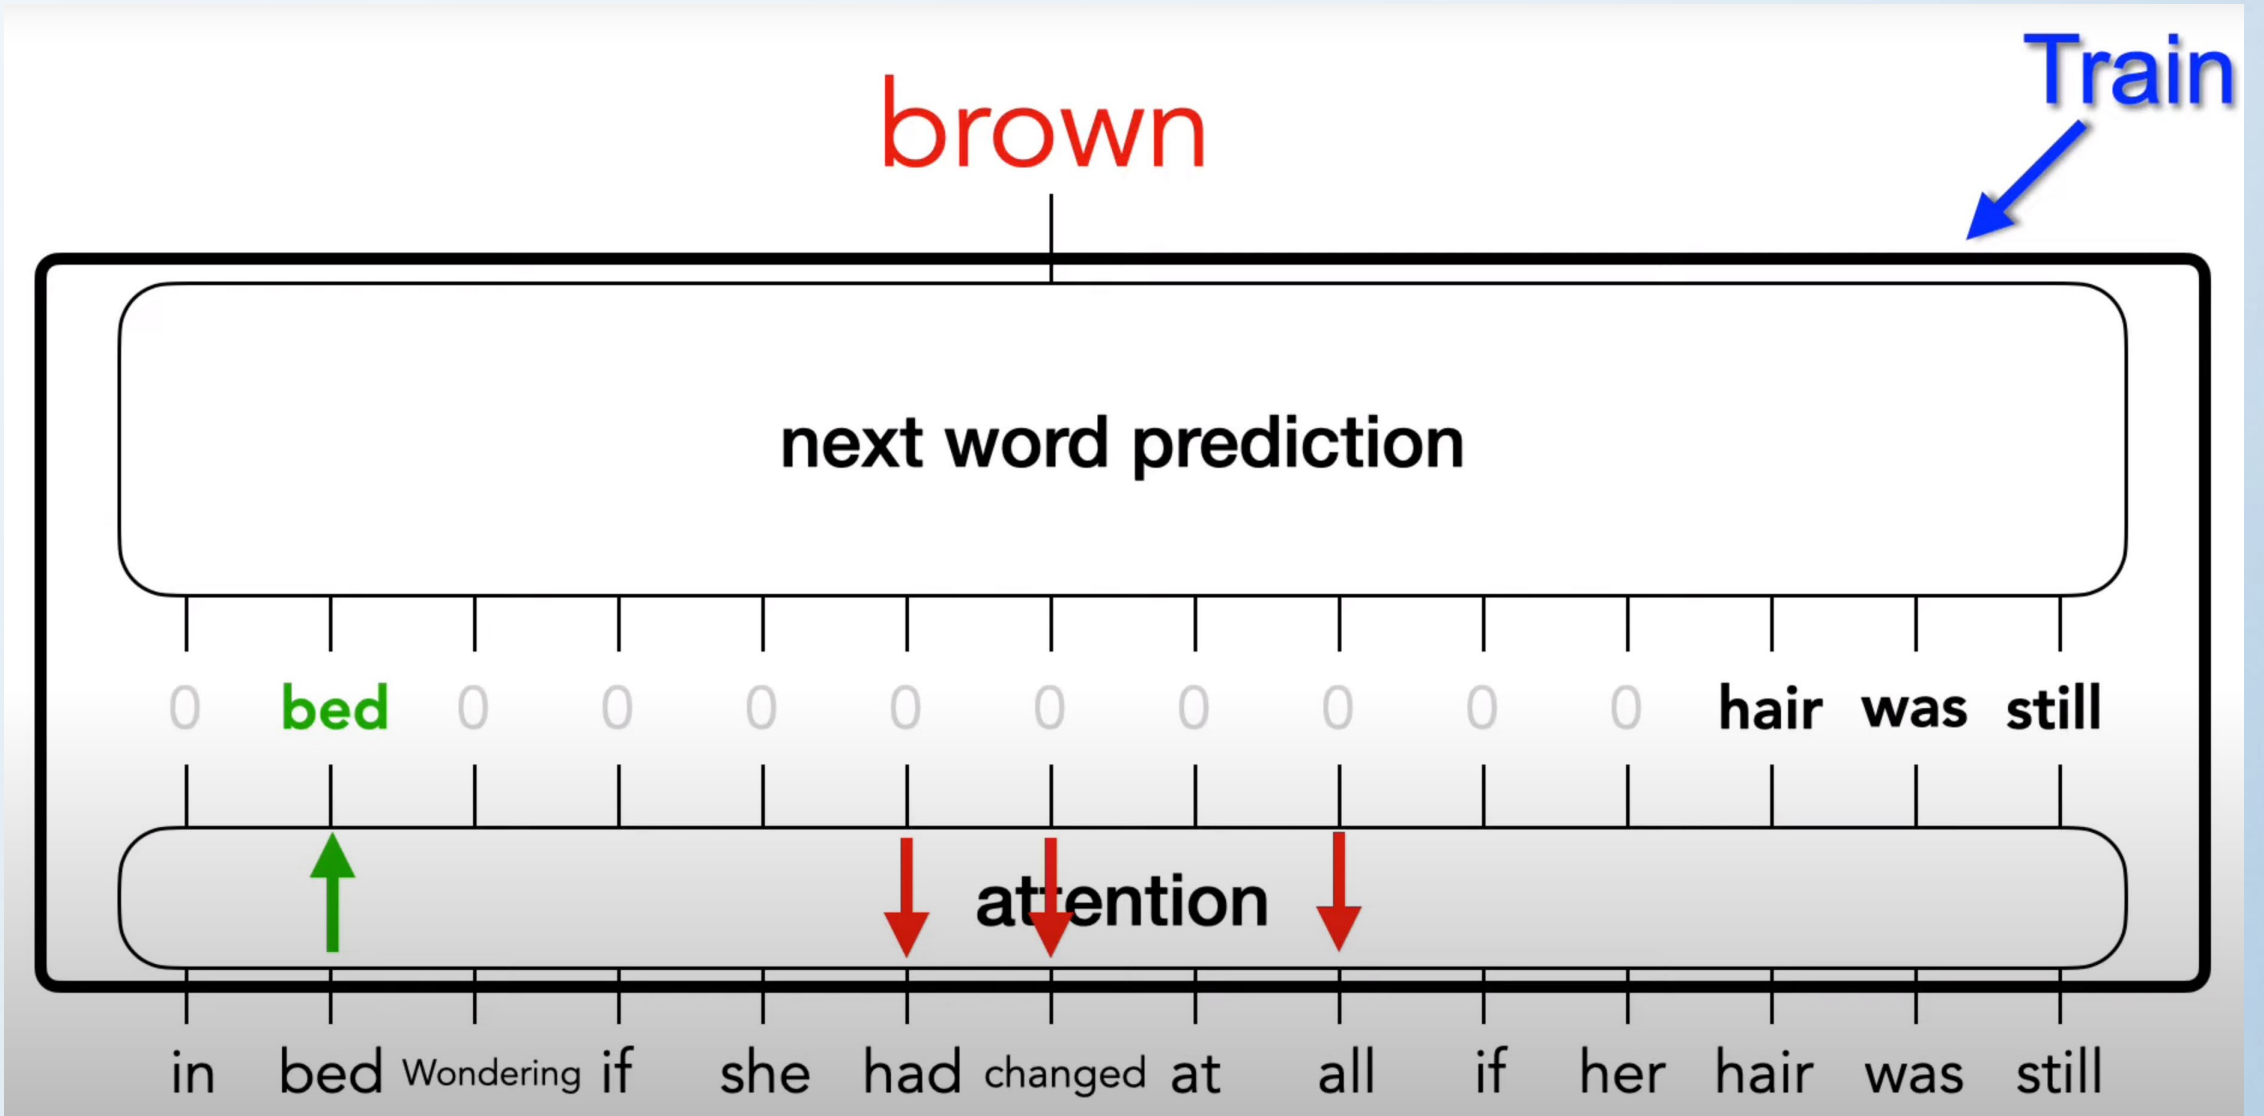 Train
brown
next word prediction
0 bed 0 0 0 0 0 0 0 0 0 hair was still
attention
in bed Wondering if she had changed at all if her hair was still